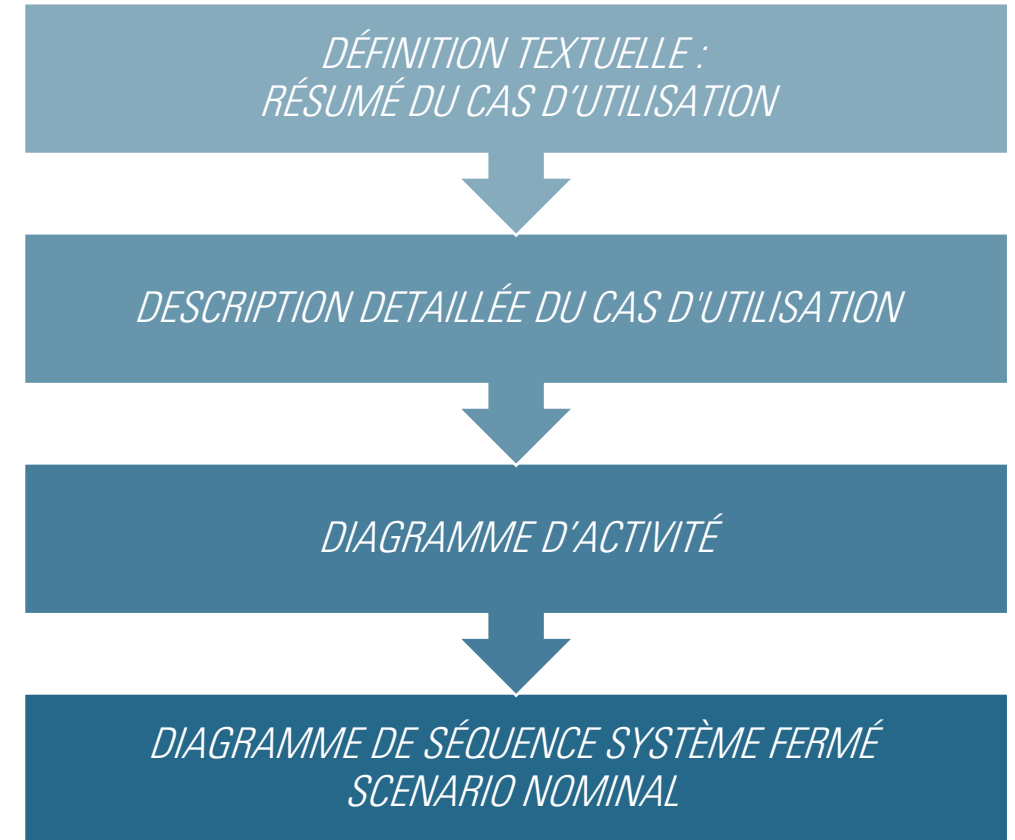 DÉFINITION TEXTUELLE :
RÉSUMÉ DU CAS D’UTILISATION
DESCRIPTION DETAILLÉE DU CAS D'UTILISATION
DIAGRAMME D’ACTIVITÉ
DIAGRAMME DE SÉQUENCE SYSTÈME FERMÉ
SCENARIO NOMINAL